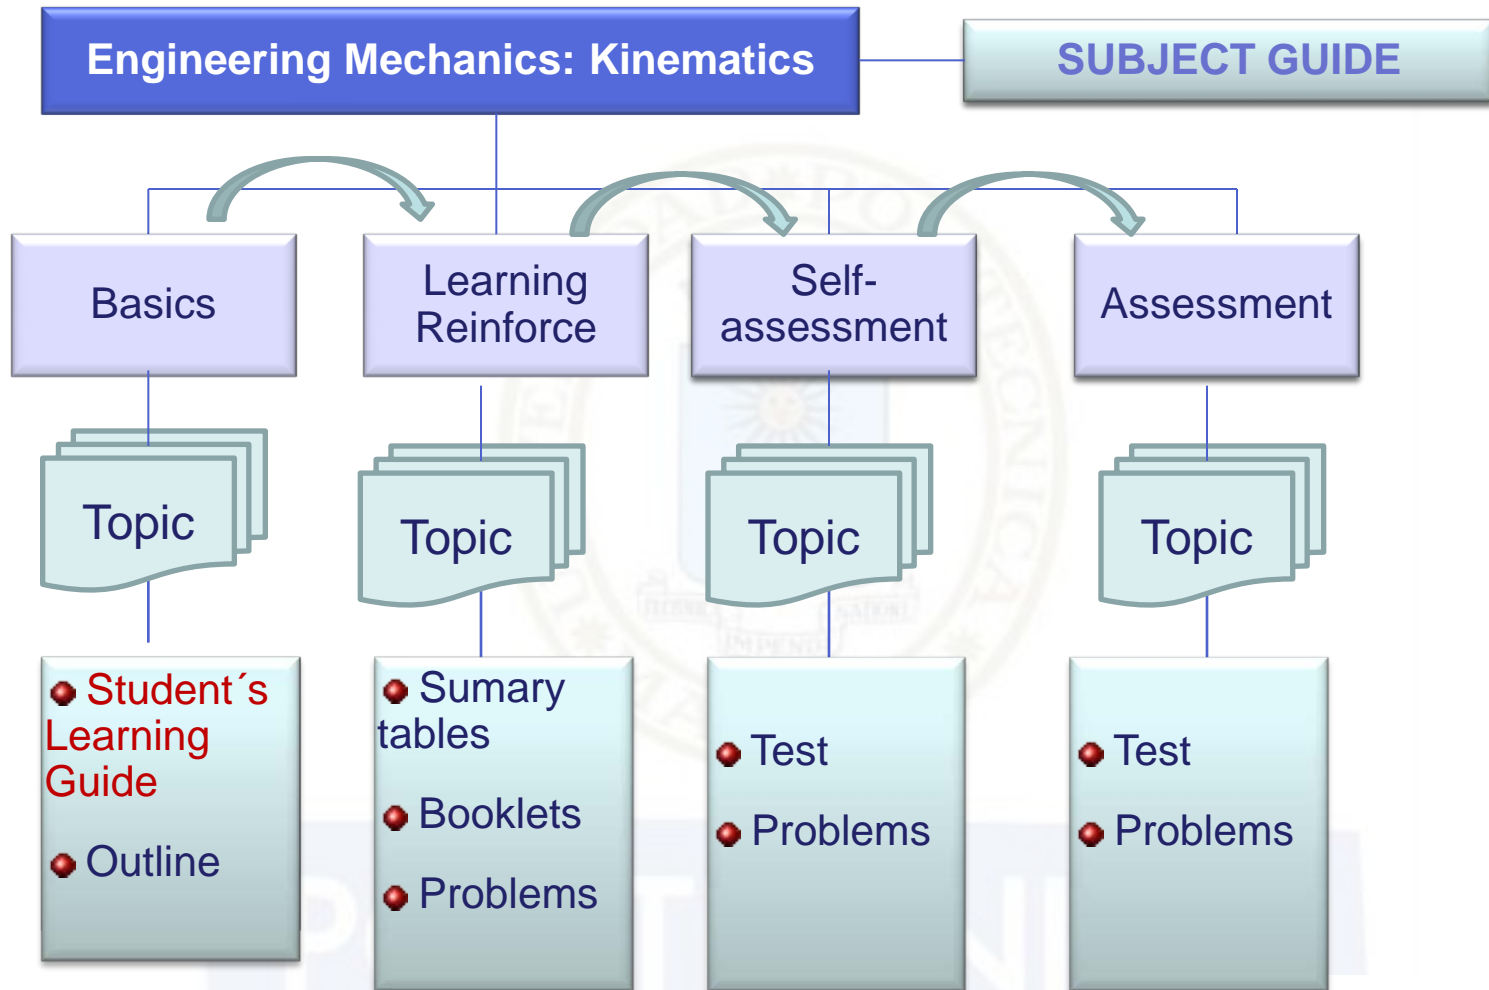 Engineering Mechanics: Kinematics
SUBJECT GUIDE
Basics
Learning
Reinforce
Self-
assessment
Assessment
Topic
Topic
Topic
Topic
Student´s
Learning
Guide
Outline
Sumary
tables
Booklets
Problems
Test
Problems
Test
Problems